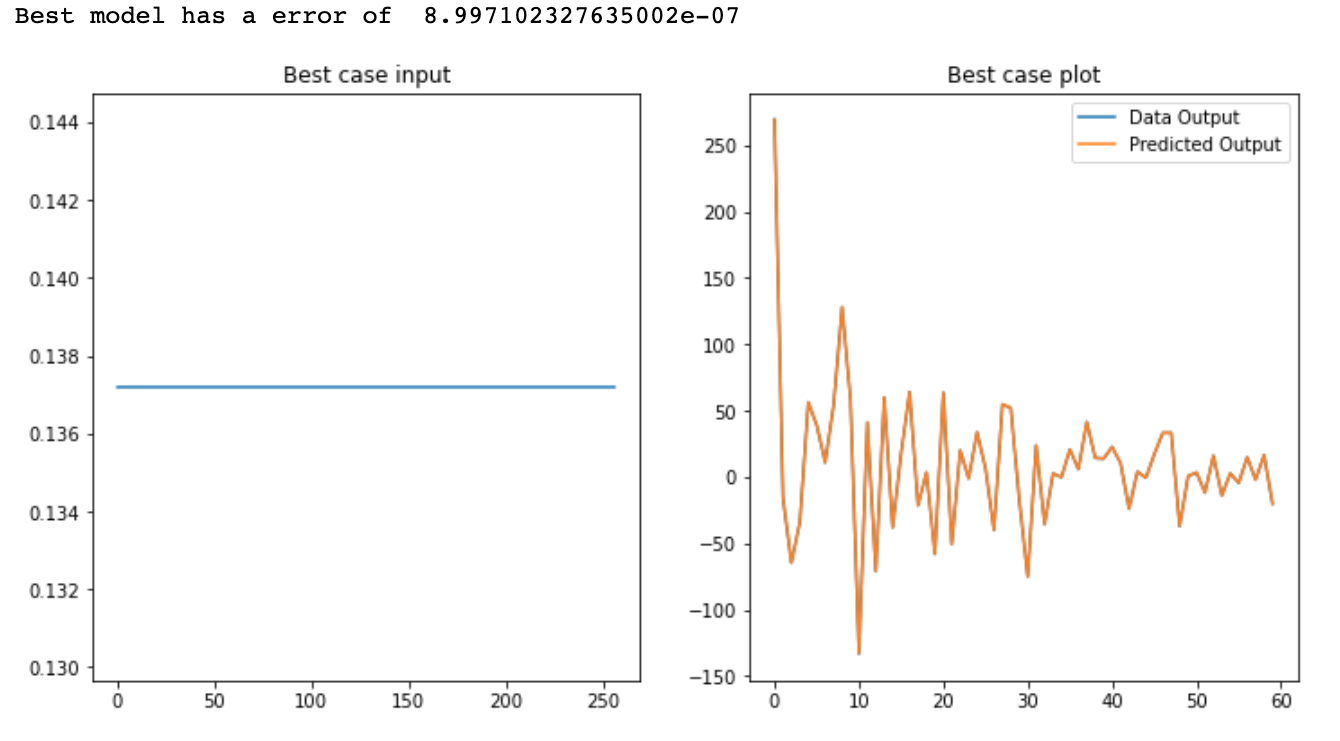 Best model has a error of 8.997102327635002e-07
Best case input
0.144
0.142
0.140
0.138
0.136
0.134
0.132
0.130
0 50 100 150 200 250
Best case plot
Data Output
Predicted Output
250
200
150
100
50
0
−50
−100
−150
0 10 20 30 40 50 60